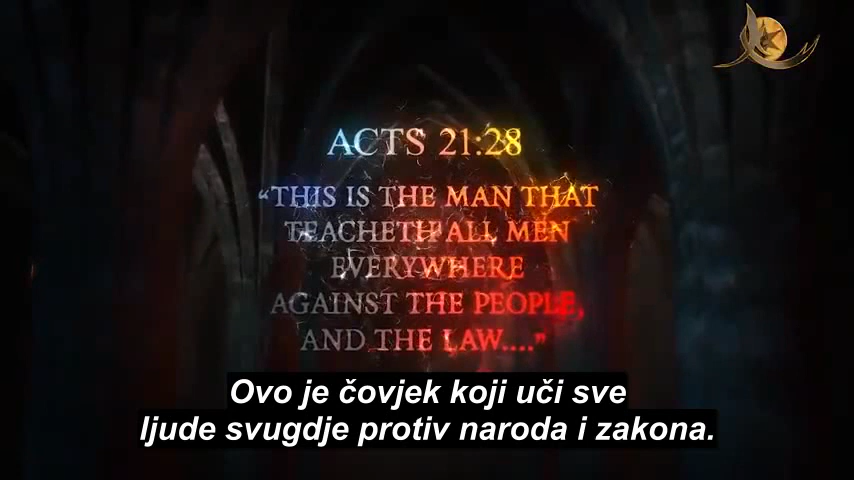 ACTS 21:28
“THIS IS THE MAN THAT
TEACHETH ALL MEN
EVERYWHERE
AGAINST THE PEOPLE,
AND THE LAW....”
Ovo je čovjek koji uči sve
ljude svugdje protiv naroda i zakona.